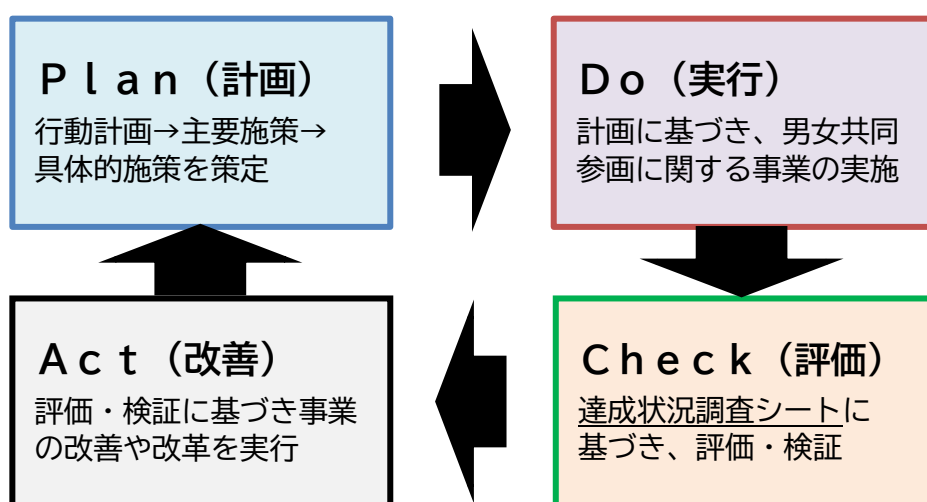 Ｐｌａｎ（計画）
行動計画→主要施策→
具体的施策を策定
Ｄｏ（実行）
計画に基づき、男女共同
参画に関する事業の実施
Ａｃｔ（改善）
評価・検証に基づき事業
の改善や改革を実行
Ｃｈｅｃｋ（評価）
達成状況調査シートに
基づき、評価・検証